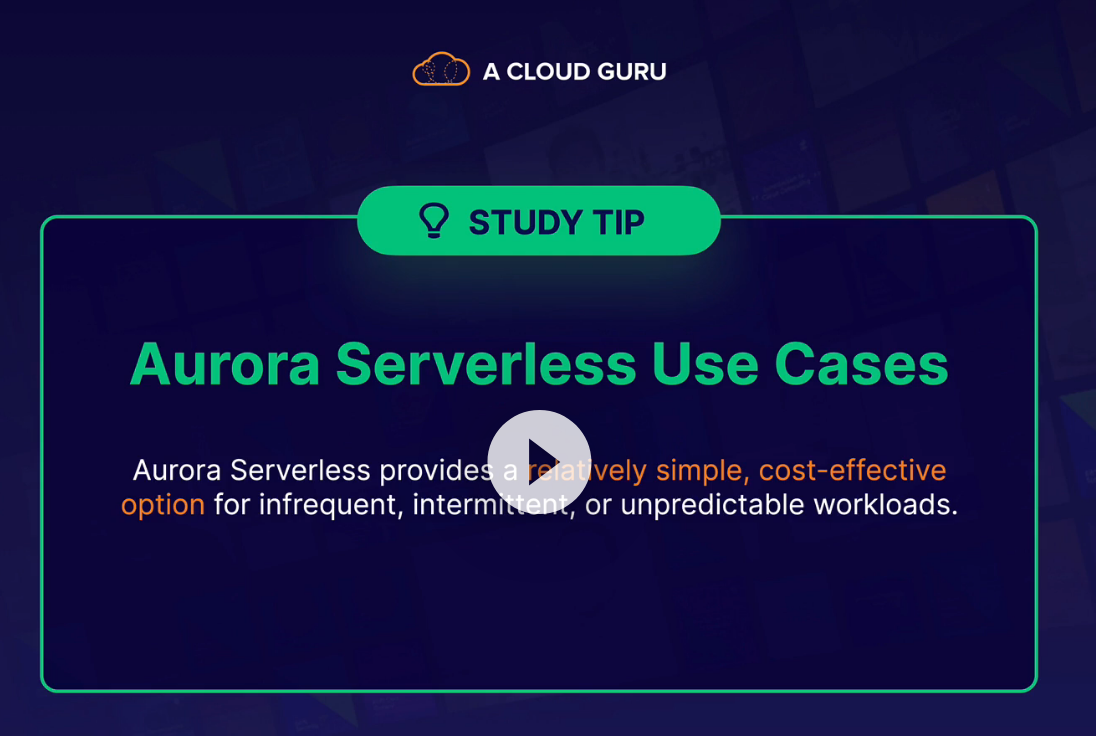 A CLOUD GURU
STUDY TIP
Aurora Serverless Use Cases
Aurora Serverless provides a relatively simple, cost-effective
option for infrequent, intermittent, or unpredictable workloads.